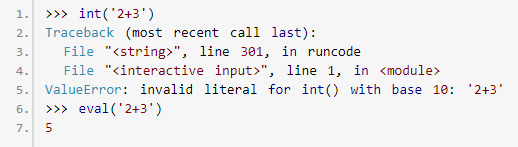 1. >>> int('2+3')
2. Traceback (most recent call last):
3.   File "<string>", line 301, in runcode
4.   File "<interactive input>", line 1, in <module>
5. ValueError: invalid literal for int() with base 10: '2+3'
6. >>> eval('2+3')
7. 5